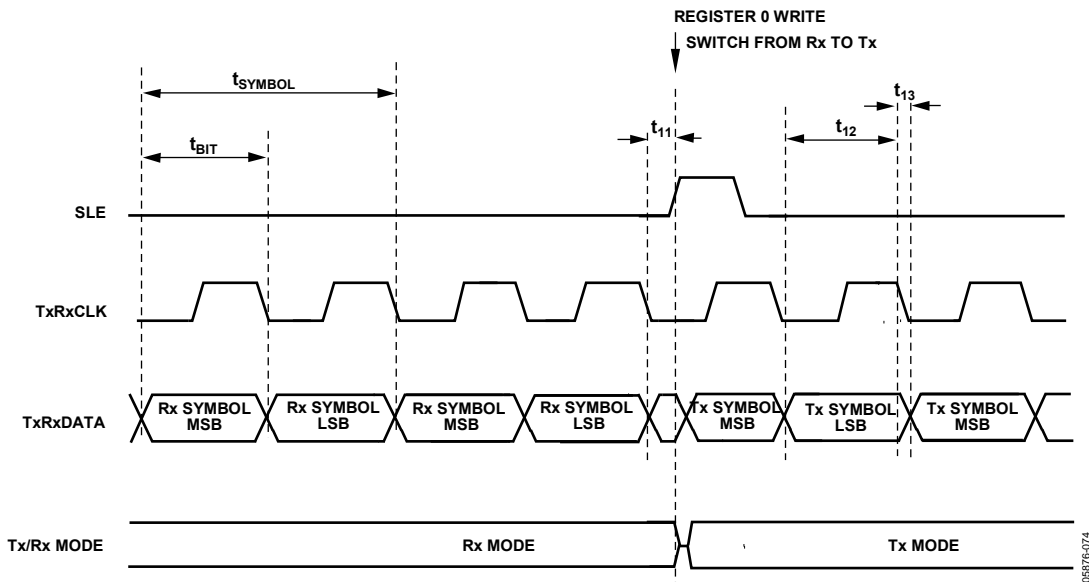 REGISTER 0 WRITE
SWITCH FROM Rx TO Tx
tSYMBOL
t13
t11
t12
tBIT
SLE
TxRxCLK
TxRxDATA
Rx SYMBOL
MSB
Rx SYMBOL
LSB
Rx SYMBOL
MSB
Rx SYMBOL
LSB
Tx SYMBOL
MSB
Tx SYMBOL
LSB
Tx SYMBOL
MSB
Tx/Rx MODE
Rx MODE
Tx MODE
05876-074